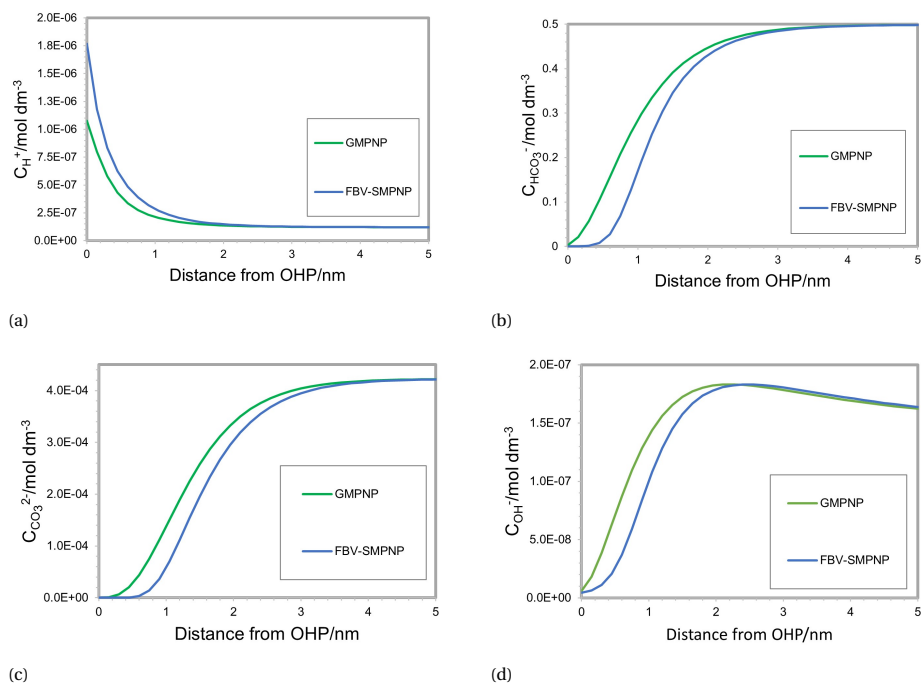 2.0E-06
1.8E-06
1.5E-06
1.3E-06
1.0E-06
7.5E-07
5.0E-07
2.5E-07
0.0E+00
C_H⁺/mol dm⁻³
GMPNP
FBV-SMPNP
0 1 2 3 4 5
Distance from OHP/nm
(a)
0.5
0.4
0.3
0.2
0.1
0
C_HCO₃⁻/mol dm⁻³
GMPNP
FBV-SMPNP
0 1 2 3 4 5
Distance from OHP/nm
(b)
4.0E-04
3.0E-04
2.0E-04
1.0E-04
0.0E+00
C_CO₃²⁻/mol dm⁻³
GMPNP
FBV-SMPNP
0 1 2 3 4 5
Distance from OHP/nm
(c)
2.0E-07
1.5E-07
1.0E-07
5.0E-08
0.0E+00
C_OH⁻/mol dm⁻³
GMPNP
FBV-SMPNP
0 1 2 3 4 5
Distance from OHP/nm
(d)